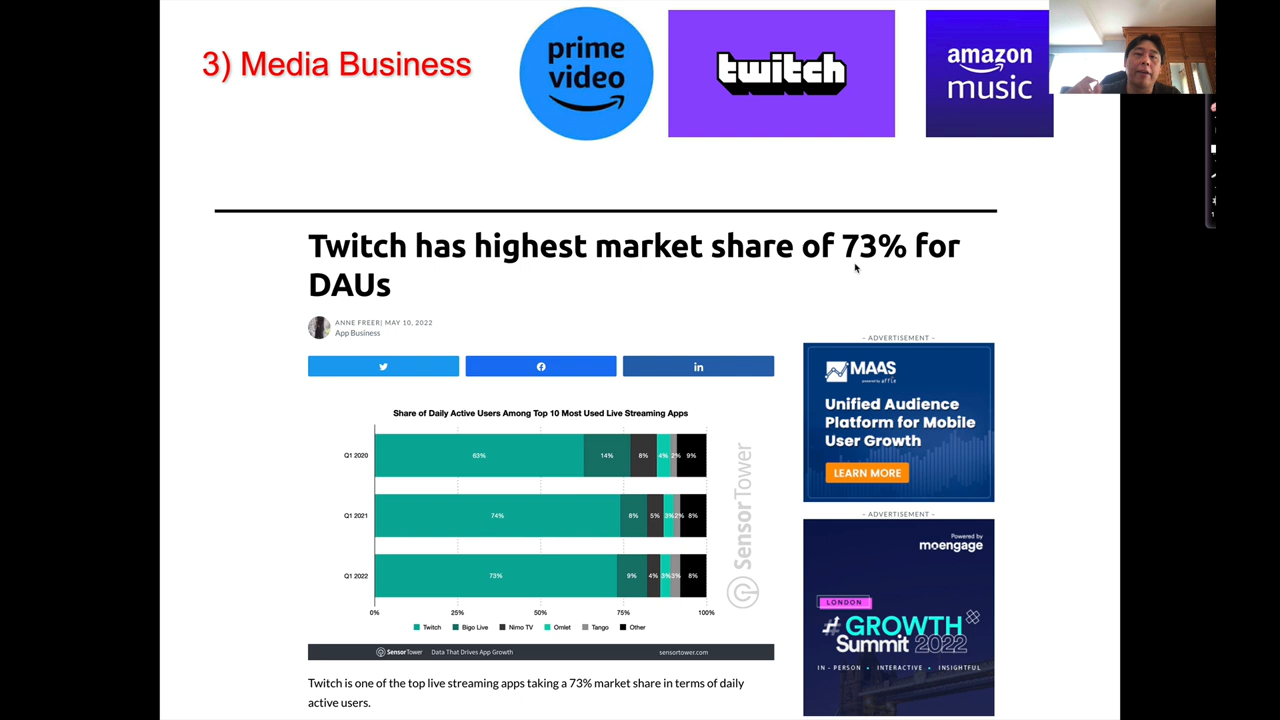 3) Media Business
prime
video
twitch
amazon
music
Twitch has highest market share of 73% for
DAUs
ANNE FREER| MAY 10, 2022
App Business
– ADVERTISEMENT –
MAAS
powered by affle
Unified Audience
Platform for Mobile
User Growth
LEARN MORE
Share of Daily Active Users Among Top 10 Most Used Live Streaming Apps
Q1 2020 63% 14% 8% 4% 2% 9%
Q1 2021 74% 8% 5% 3% 2% 8%
Q1 2022 73% 9% 4% 3% 3% 8%
0% 25% 50% 75% 100%
Twitch Bigo Live Nimo TV Omlet Tango Other
SensorTower
SensorTower Data That Drives App Growth sensortower.com
– ADVERTISEMENT –
Powered by
moengage
LONDON
#GROWTH
Summit 2022
IN - PERSON • INTERACTIVE • INSIGHTFUL
Twitch is one of the top live streaming apps taking a 73% market share in terms of daily
active users.